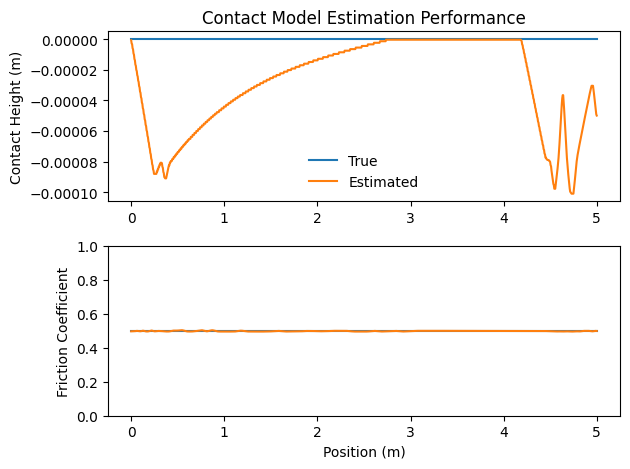 Contact Model Estimation Performance
Contact Height (m)
0.00000
−0.00002
−0.00004
−0.00006
−0.00008
−0.00010
True
Estimated
0 1 2 3 4 5
Friction Coefficient
1.0
0.8
0.6
0.4
0.2
0.0
0 1 2 3 4 5
Position (m)